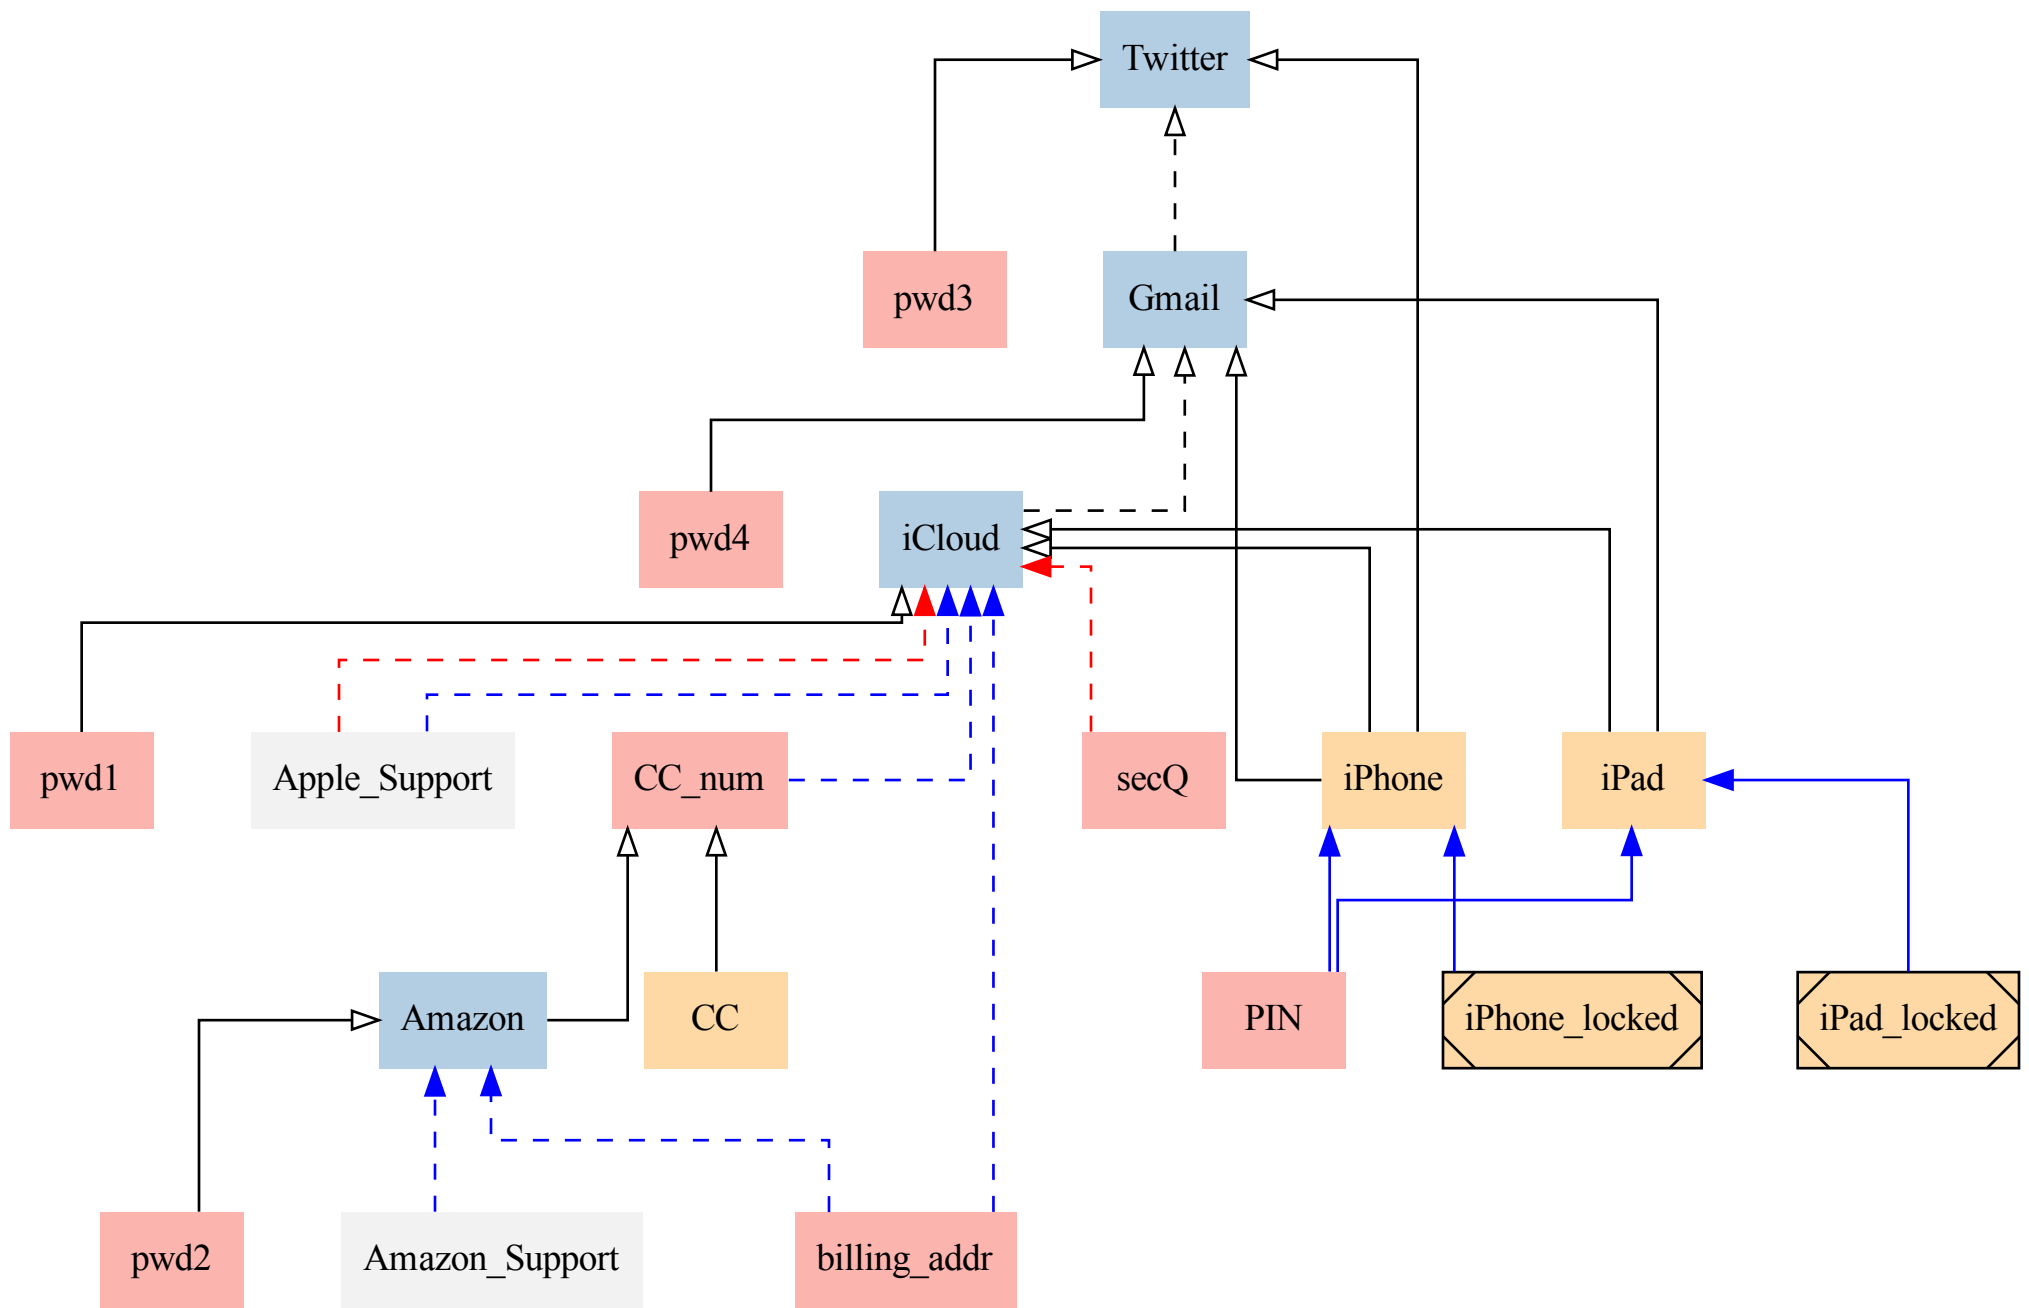 Twitter
pwd3
Gmail
pwd4
iCloud
pwd1
Apple_Support
CC_num
secQ
iPhone
iPad
Amazon
CC
PIN
iPhone_locked
iPad_locked
pwd2
Amazon_Support
billing_addr